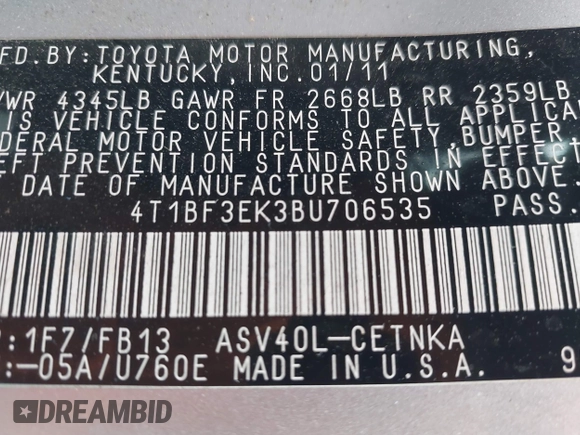 FD. BY: TOYOTA MOTOR MANUFACTURING,
KENTUCKY, INC. 01/11
VWR 4345LB GAWR FR 2668LB RR 2359LB
IS VEHICLE CONFORMS TO ALL APPLICA
DERAL MOTOR VEHICLE SAFETY, BUMPER,
EFT PREVENTION STANDARDS IN EFFECT
DATE OF MANUFACTURE SHOWN ABOV
4T1BF3EK3BU706535 PASS.
:1F7/FB13 ASV40L-CETNKA
:-05A/U760E MADE IN U.S.A. 9
DREAMBID